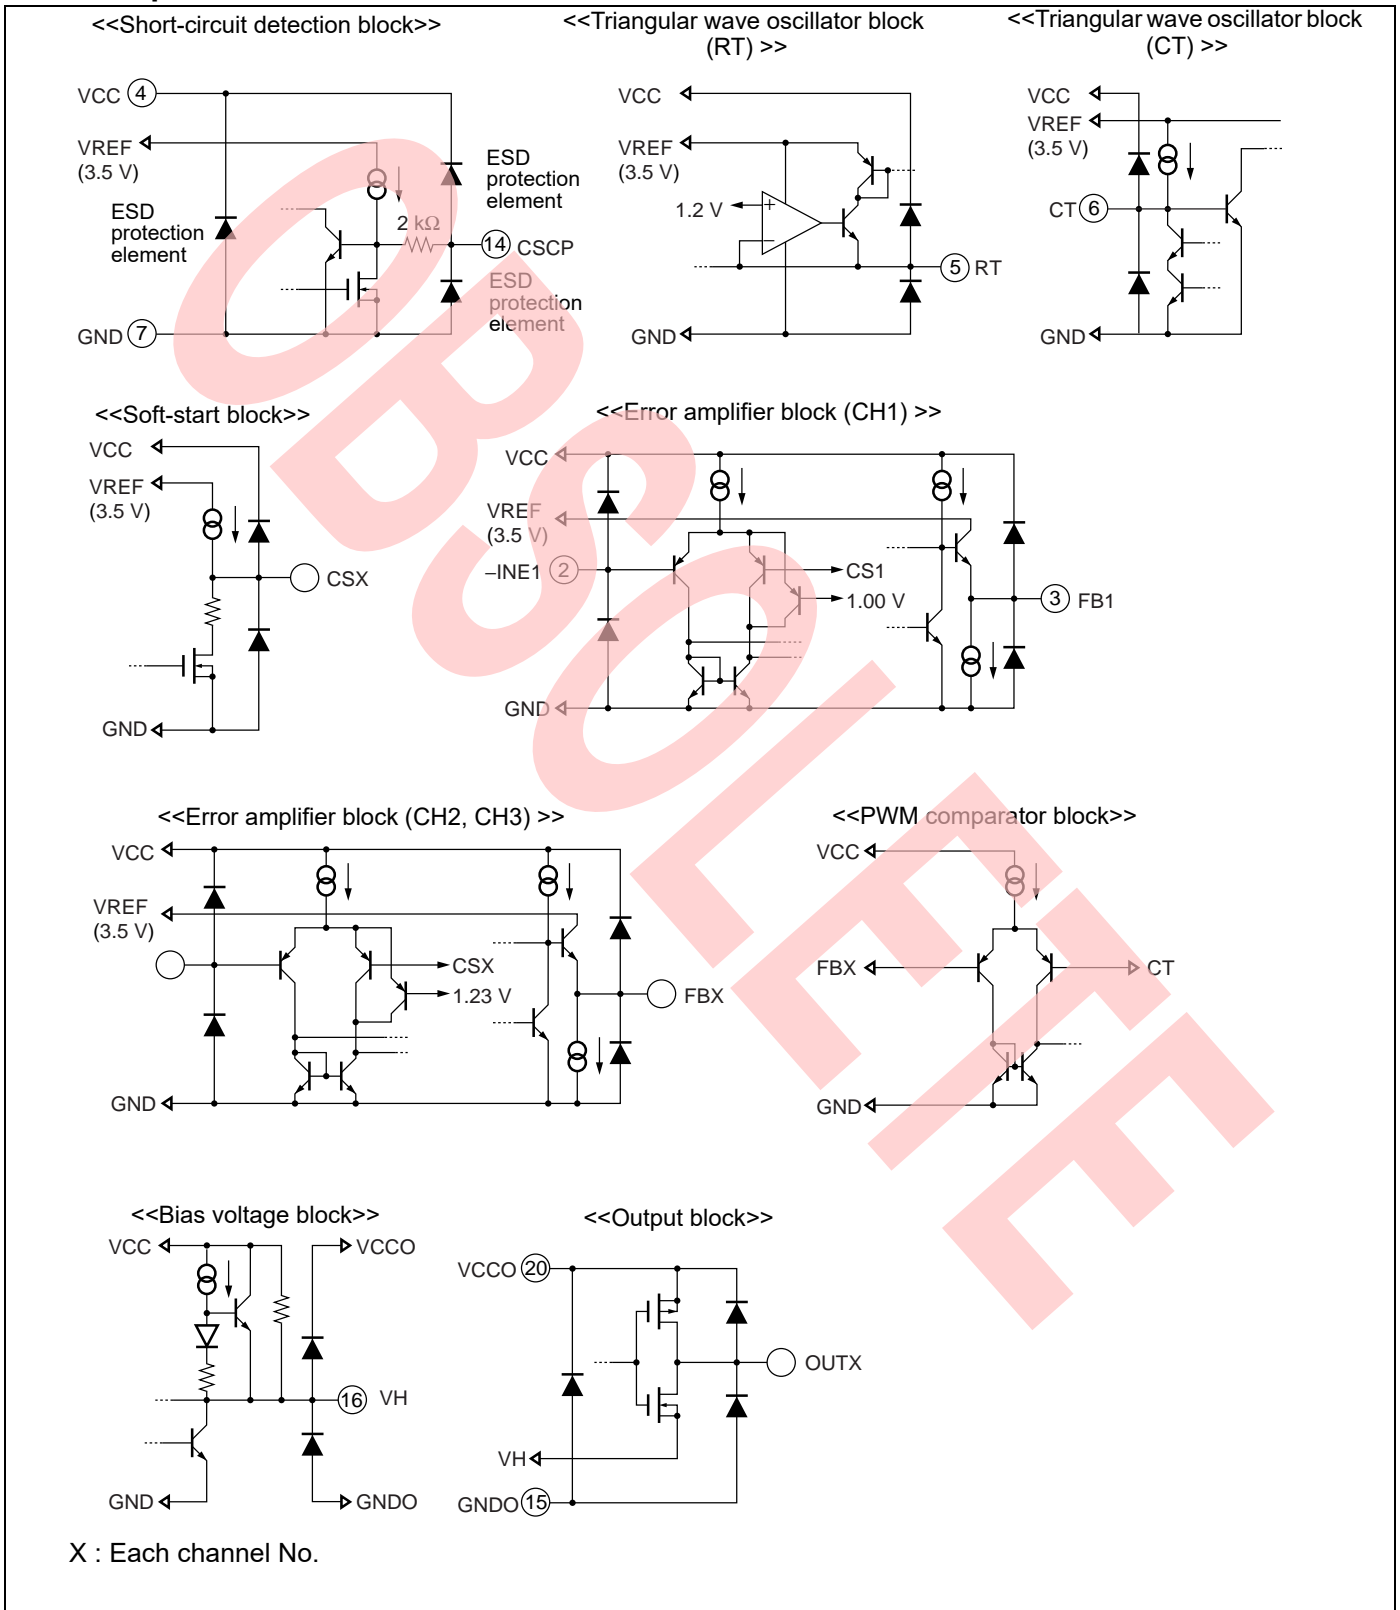 <<Short-circuit detection block>>
VCC 4
VREF
(3.5 V)
ESD
protection
element
2 kΩ
ESD
protection
element
14 CSCP
ESD
protection
element
GND 7
<<Triangular wave oscillator block
(RT) >>
VCC
VREF
(3.5 V)
1.2 V
+
−
5 RT
GND
<<Triangular wave oscillator block
(CT) >>
VCC
VREF
(3.5 V)
CT 6
GND
<<Soft-start block>>
VCC
VREF
(3.5 V)
CSX
GND
<<Error amplifier block (CH1) >>
VCC
VREF
(3.5 V)
–INE1 2
CS1
1.00 V
3 FB1
GND
<<Error amplifier block (CH2, CH3) >>
VCC
VREF
(3.5 V)
CSX
1.23 V
FBX
GND
<<PWM comparator block>>
VCC
FBX
CT
GND
<<Bias voltage block>>
VCC
VCCO
16 VH
GND
GNDO
<<Output block>>
VCCO 20
OUTX
VH
GNDO 15
X : Each channel No.
OBSOLETE